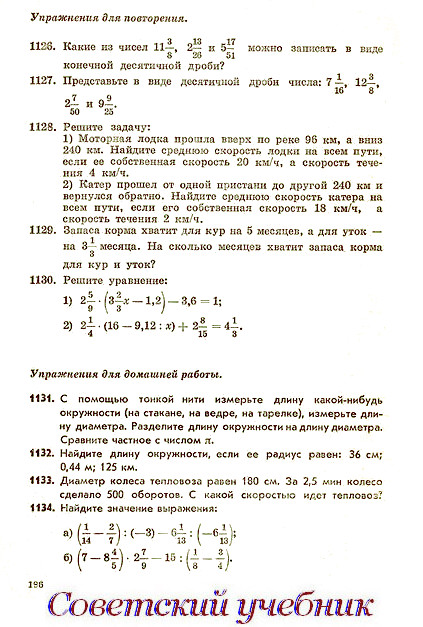 Упражнения для повторения.
1126. Какие из чисел 11 3/8, 2 13/26 и 5 17/51 можно записать в виде
конечной десятичной дроби?
1127. Представьте в виде десятичной дроби числа: 7 1/16, 12 3/8,
2 7/50 и 9 9/25.
1128. Решите задачу:
1) Моторная лодка прошла вверх по реке 96 км, а вниз
240 км. Найдите среднюю скорость лодки на всем пути,
если ее собственная скорость 20 км/ч, а скорость тече-
ния 4 км/ч.
2) Катер прошел от одной пристани до другой 240 км и
вернулся обратно. Найдите среднюю скорость катера на
всем пути, если его собственная скорость 18 км/ч, а
скорость течения 2 км/ч.
1129. Запаса корма хватит для кур на 5 месяцев, а для уток —
на 3 1/3 месяца. На сколько месяцев хватит запаса корма
для кур и уток?
1130. Решите уравнение:
1) 2 5/9 · (3 2/3 x − 1,2) − 3,6 = 1;
2) 2 1/4 · (16 − 9,12 : x) + 2 8/15 = 4 1/3.
Упражнения для домашней работы.
1131. С помощью тонкой нити измерьте длину какой-нибудь
окружности (на стакане, на ведре, на тарелке), измерьте дли-
ну диаметра. Разделите длину окружности на длину диаметра.
Сравните частное с числом π.
1132. Найдите длину окружности, если ее радиус равен: 36 см;
0,44 м; 125 км.
1133. Диаметр колеса тепловоза равен 180 см. За 2,5 мин колесо
сделало 500 оборотов. С какой скоростью идет тепловоз?
1134. Найдите значение выражения:
а) (1/14 − 2/7) : (−3) − 6 1/13 : (−6 1/13);
б) (7 − 8 4/5) · 2 7/9 − 15 : (1/8 − 3/4).
196
Советский учебник